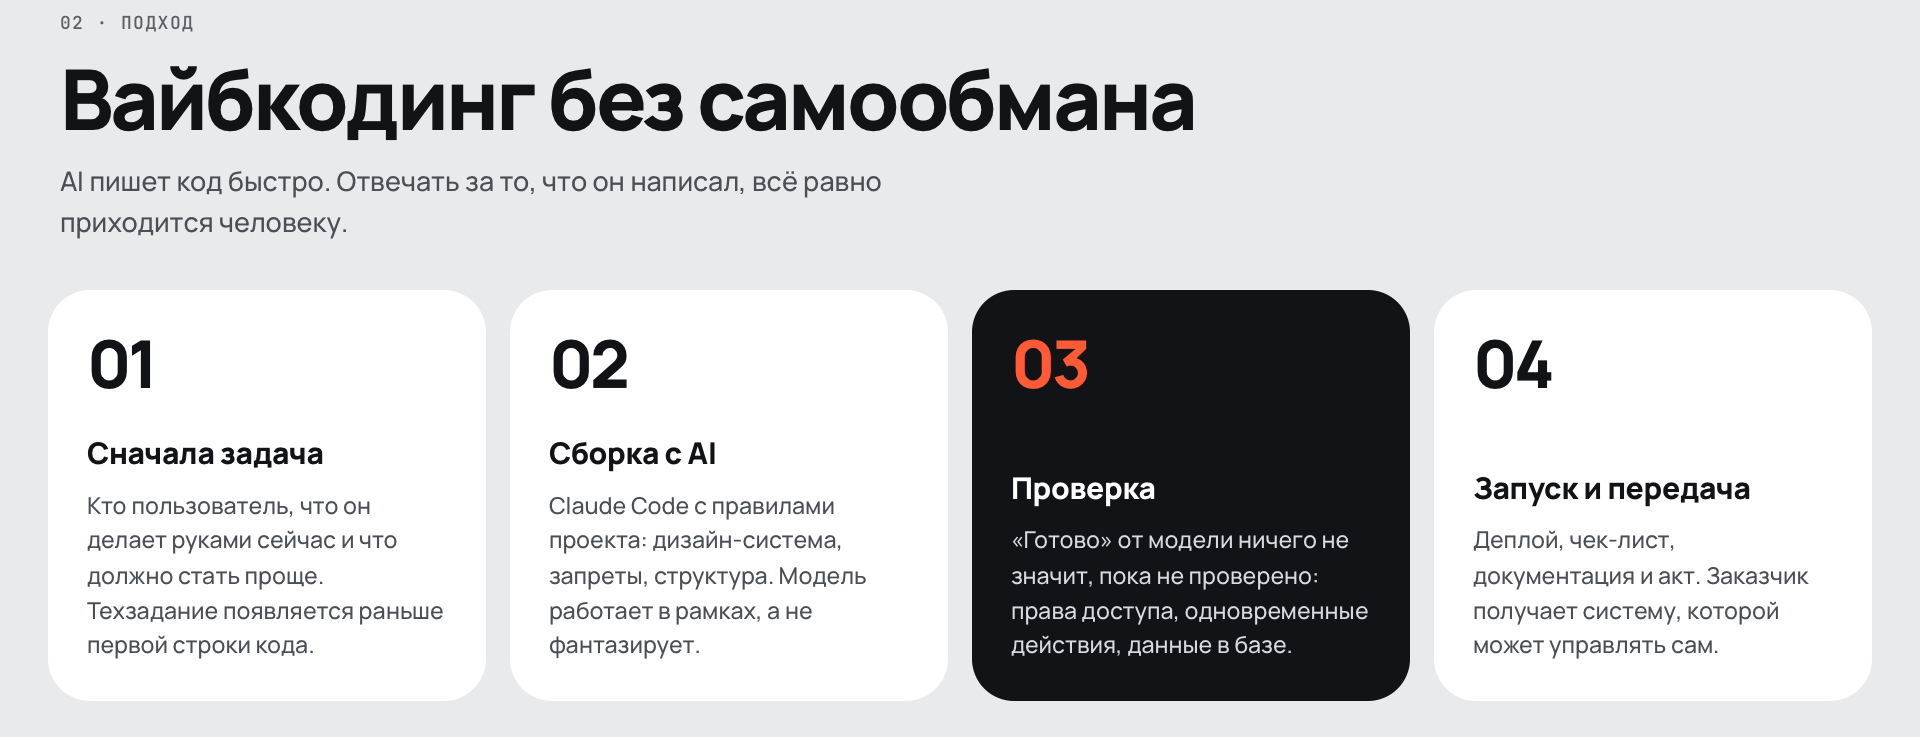 02 · ПОДХОД
Вайбкодинг без самообмана
AI пишет код быстро. Отвечать за то, что он написал, всё равно
приходится человеку.
01
Сначала задача
Кто пользователь, что он
делает руками сейчас и что
должно стать проще.
Техзадание появляется раньше
первой строки кода.
02
Сборка с AI
Claude Code с правилами
проекта: дизайн-система,
запреты, структура. Модель
работает в рамках, а не
фантазирует.
03
Проверка
«Готово» от модели ничего не
значит, пока не проверено:
права доступа, одновременные
действия, данные в базе.
04
Запуск и передача
Деплой, чек-лист,
документация и акт. Заказчик
получает систему, которой
может управлять сам.